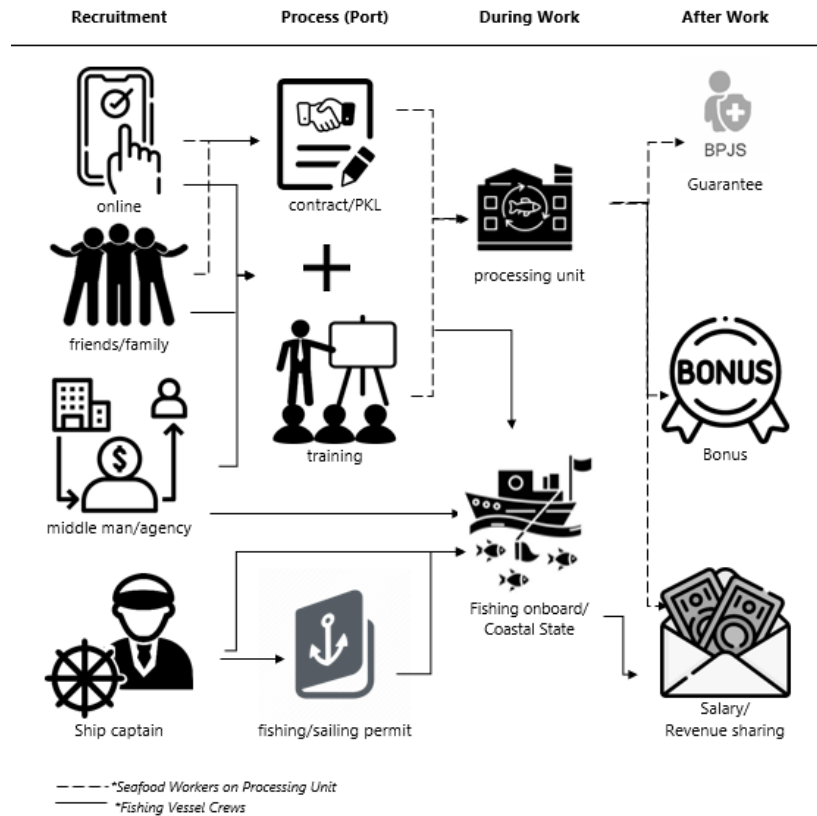 Recruitment
Process (Port)
During Work
After Work
online
contract/PKL
BPJS
Guarantee
processing unit
friends/family
training
BONUS
Bonus
$
middle man/agency
Fishing onboard/
Coastal State
Ship captain
fishing/sailing permit
Salary/
Revenue sharing
*Seafood Workers on Processing Unit
*Fishing Vessel Crews